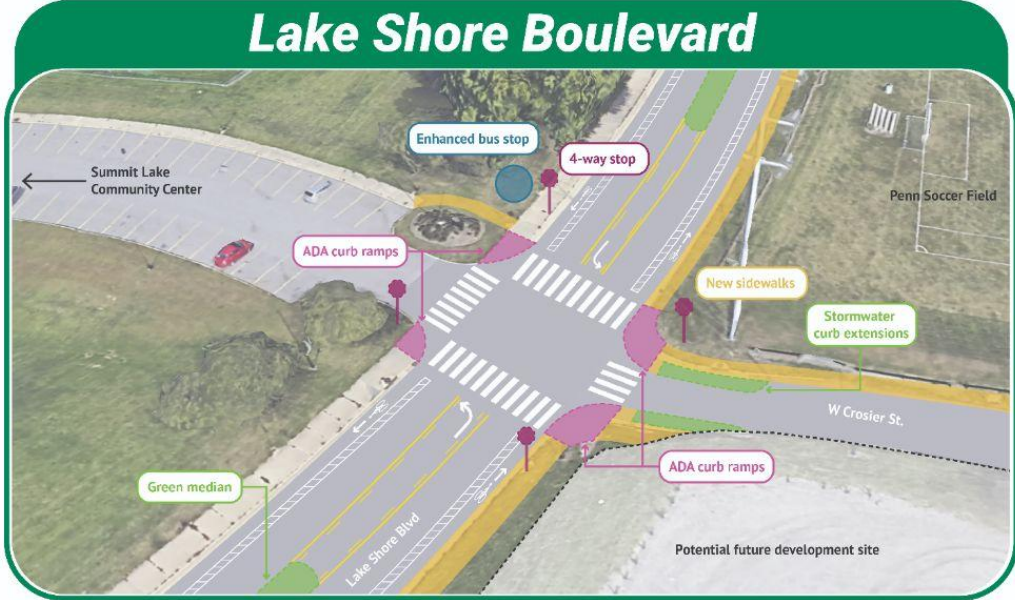 Lake Shore Boulevard
Enhanced bus stop
4-way stop
Summit Lake
Community Center
Penn Soccer Field
ADA curb ramps
New sidewalks
Stormwater
curb extensions
W Crosier St.
ADA curb ramps
Green median
Lake Shore Blvd
Potential future development site